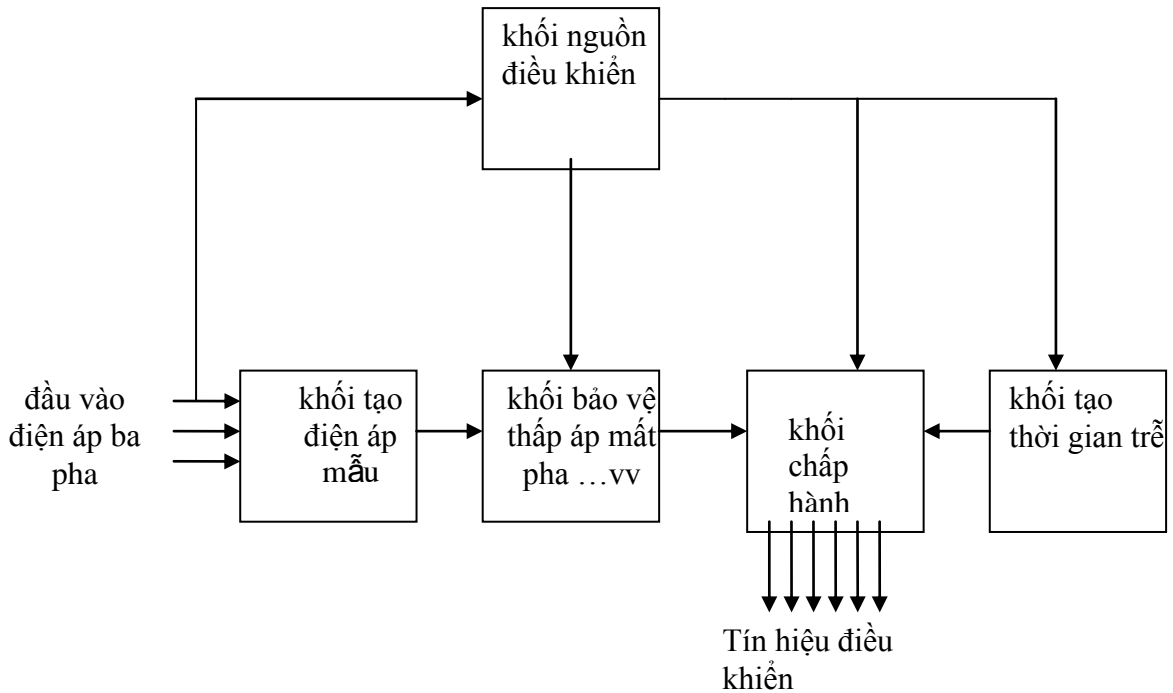 khối nguồn
điều khiển
đầu vào
điện áp ba
pha
khối tạo
điện áp
mẫu
khối bảo vệ
thấp áp mất
pha ...vv
khối
chấp
hành
khối tạo
thời gian trễ
Tín hiệu điều
khiển